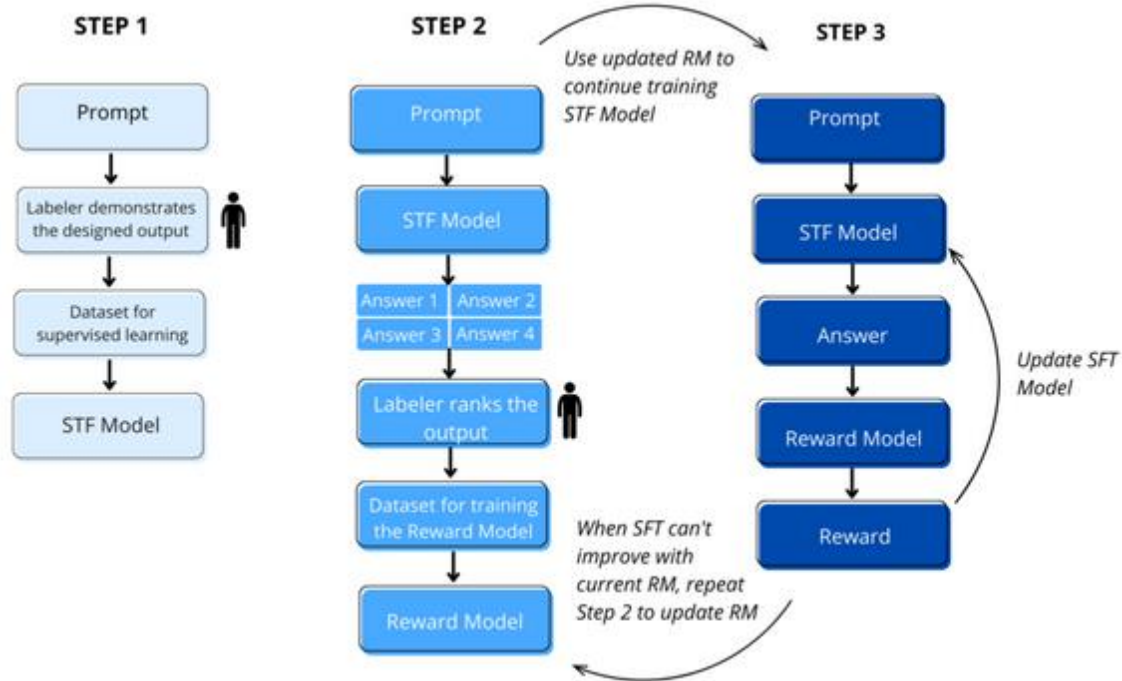 STEP 1
Prompt
Labeler demonstrates
the designed output
Dataset for
supervised learning
STF Model
STEP 2
Prompt
STF Model
Answer 1
Answer 2
Answer 3
Answer 4
Labeler ranks the
output
Dataset for training
the Reward Model
Reward Model
Use updated RM to
continue training
STF Model
STEP 3
Prompt
STF Model
Answer
Reward Model
Reward
Update SFT
Model
When SFT can't
improve with
current RM, repeat
Step 2 to update RM